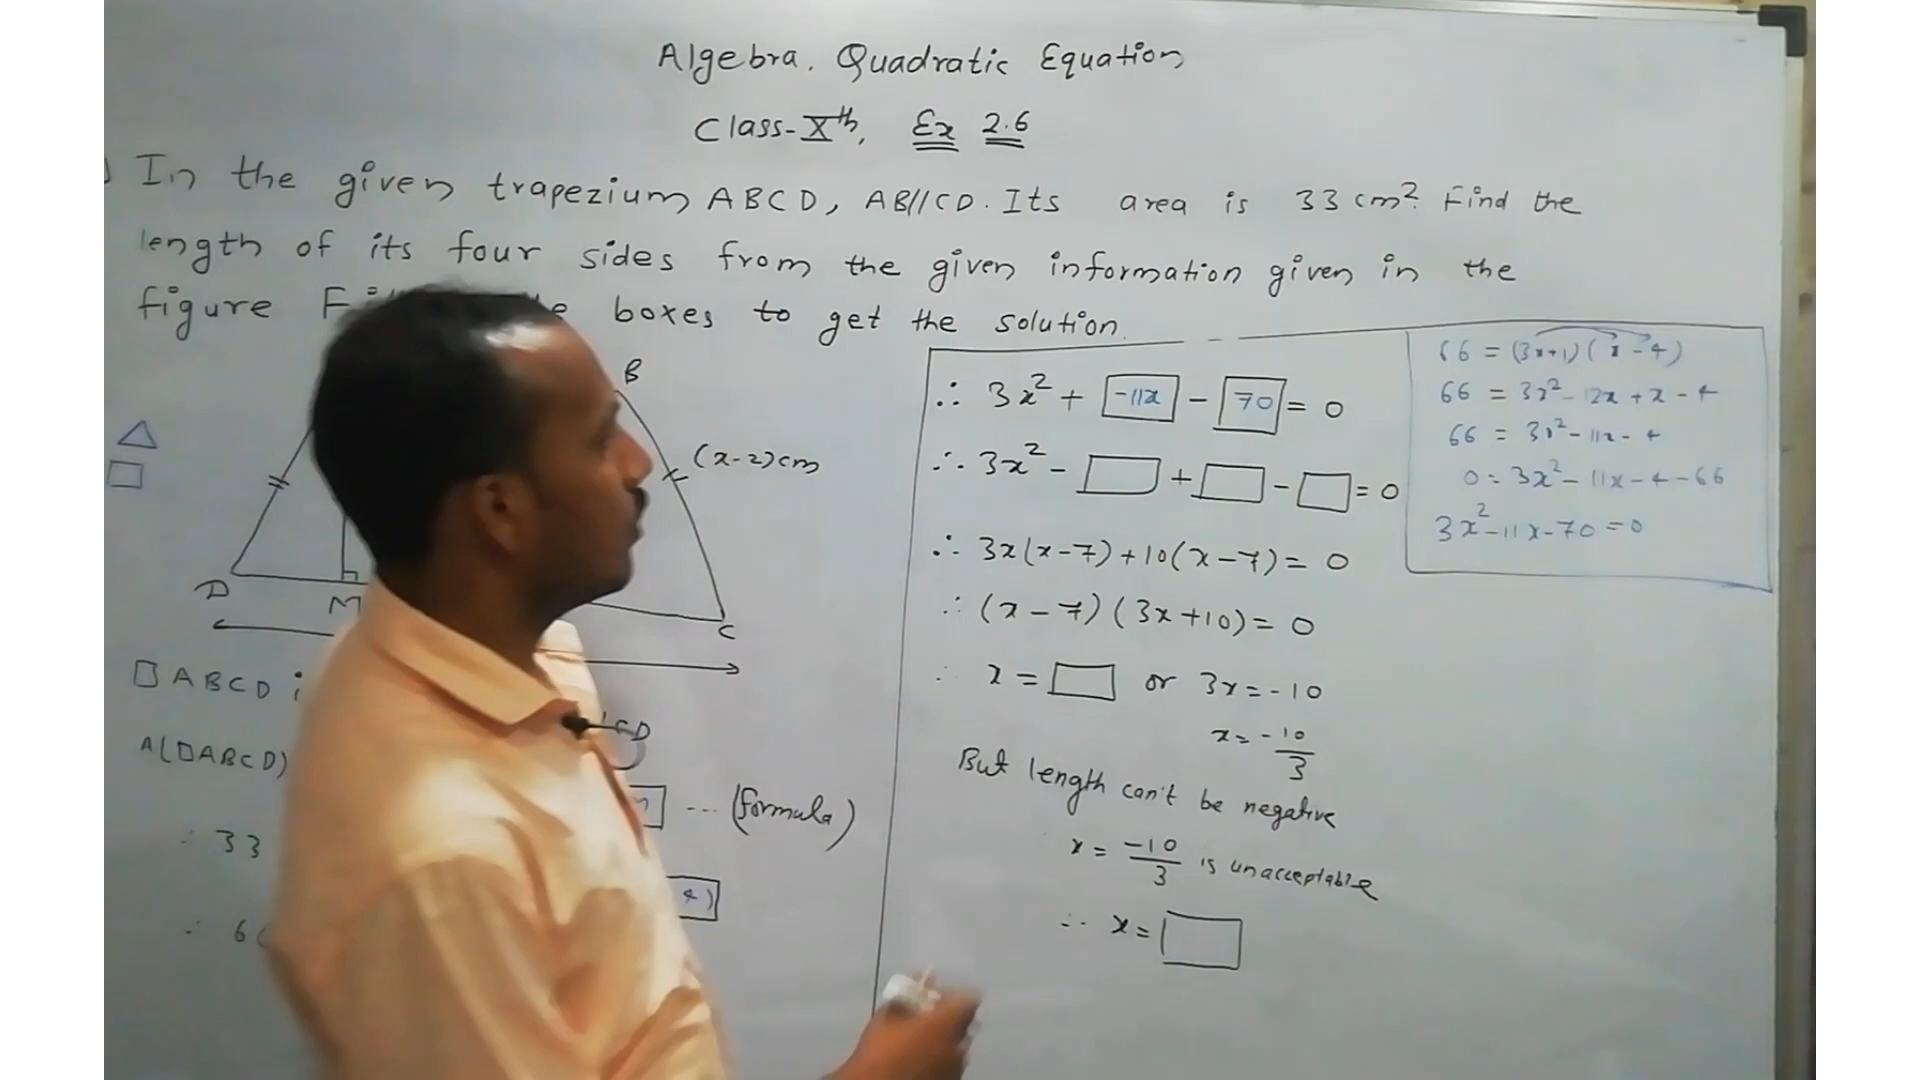 Algebra. Quadratic Equation
Class-Xth, Ex 2.6
In the given trapezium ABCD, AB//CD. Its area is 33 cm². Find the
length of its four sides from the given information given in the
figure boxes to get the solution.
B
(x-2)cm
D
M
C
□ABCD
A(□ABCD)
--- (formula)
∴ 33
4)
∴ 3x² + -11x - 70 = 0
∴ 3x² - □ + □ - □ = 0
∴ 3x(x-7)+10(x-7)= 0
∴ (x-7)(3x+10)= 0
∴ x = □ or 3x = -10
x = -10/3
But length can't be negative
x = -10/3 is unacceptable
∴ x = □
66 = (3x+1)(x-4)
66 = 3x² - 12x + x - 4
66 = 3x² - 11x - 4
0 = 3x² - 11x - 4 - 66
3x² - 11x - 70 = 0